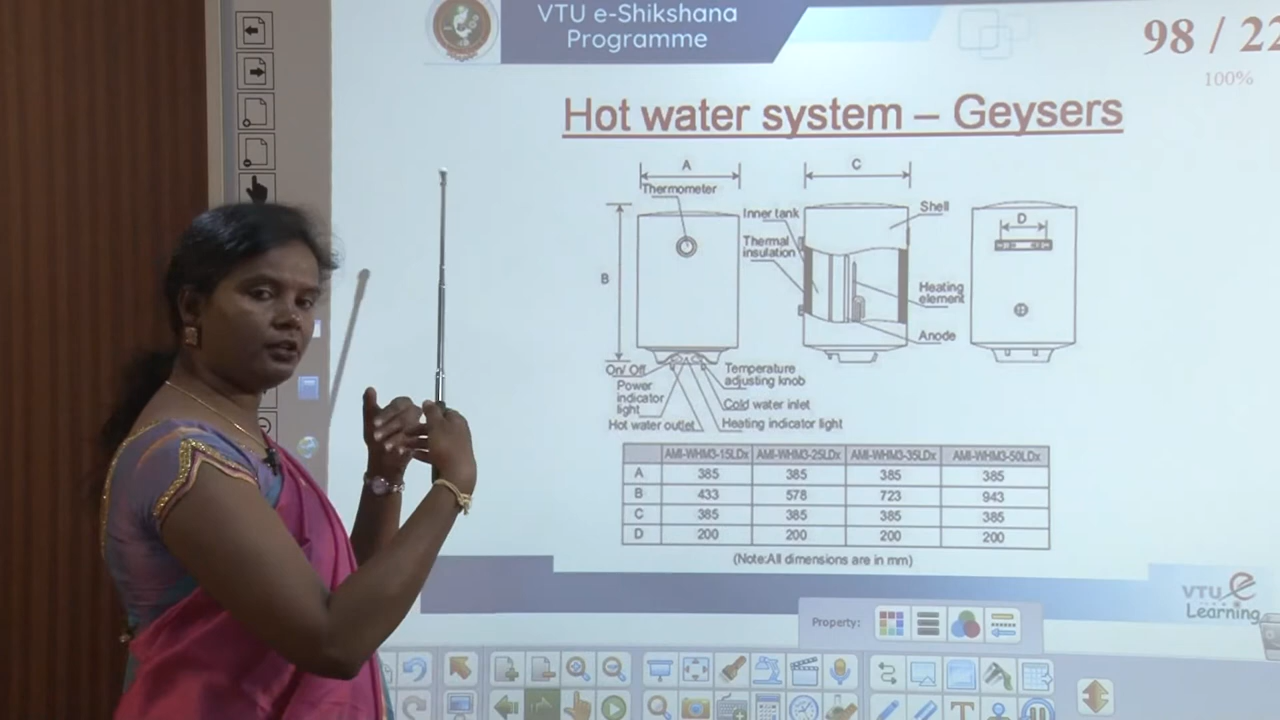 VTU e-Shikshana
Programme
98 / 22
100%
Hot water system – Geysers
A
C
Thermometer
Shell
Inner tank
D
Thermal
insulation
B
Heating
element
Anode
On/ Off
Temperature
adjusting knob
Power
indicator
light
Cold water inlet
Hot water outlet
Heating indicator light
AMI-WHM3-15LDx AMI-WHM3-25LDx AMI-WHM3-35LDx AMI-WHM3-50LDx
A 385 385 385 385
B 433 578 723 943
C 385 385 385 385
D 200 200 200 200
(Note:All dimensions are in mm)
VTU e
Learning
Property: